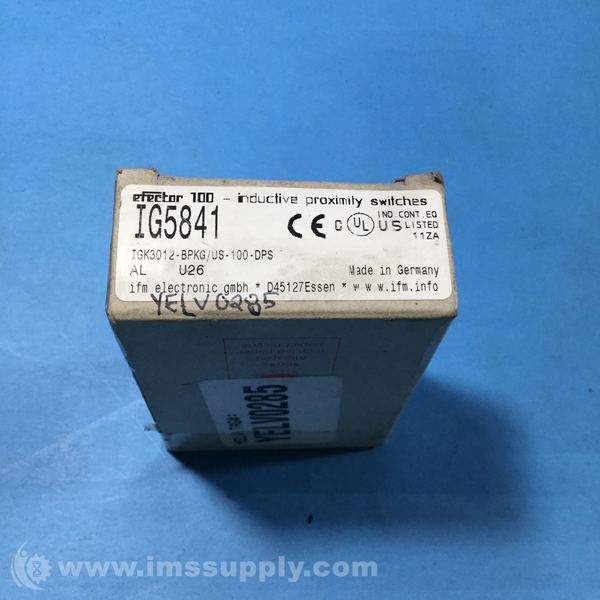 efector 100 - inductive proximity switches
IG5841
CE C UL US IND.CONT.EQ
LISTED
11ZA
IGK3012-BPKG/US-100-DPS
AL U26 Made in Germany
ifm electronic gmbh * D45127Essen * www.ifm.info
YELV0285
YELV0285
www.imssupply.com